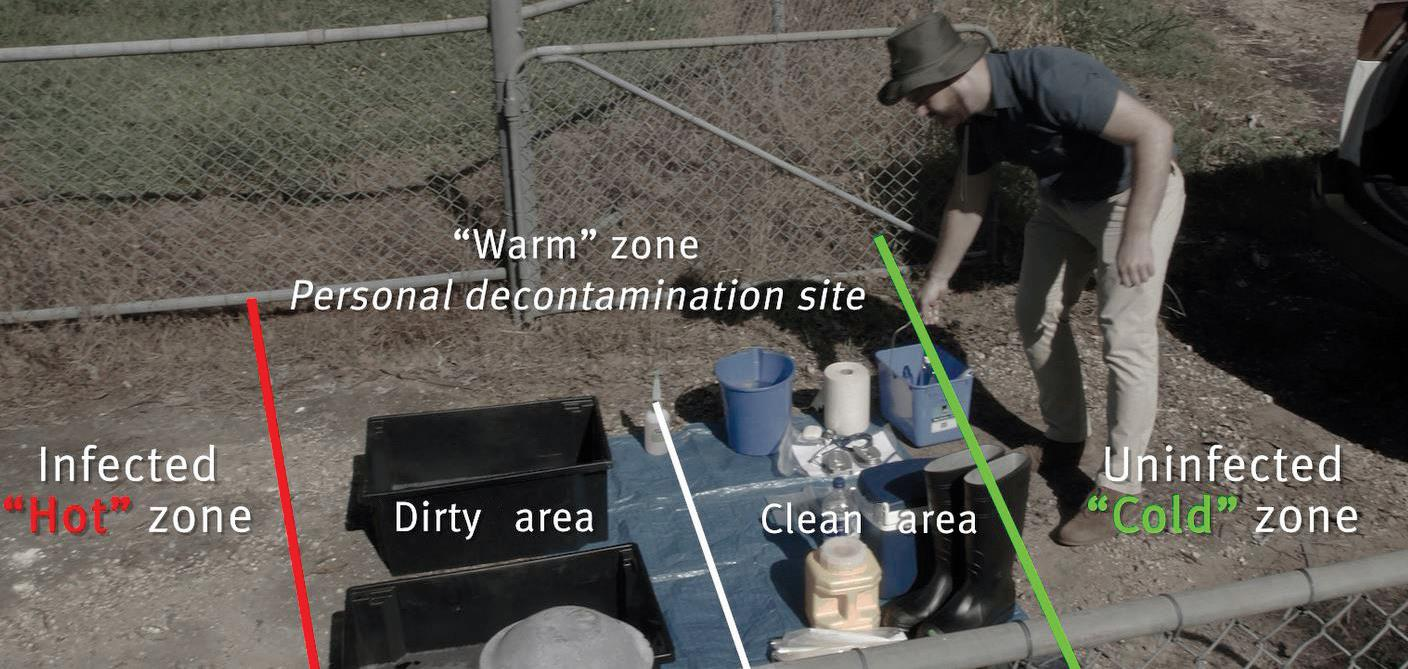 “Warm” zone
Personal decontamination site
Infected
“Hot” zone
Dirty area
Clean area
Uninfected
“Cold” zone